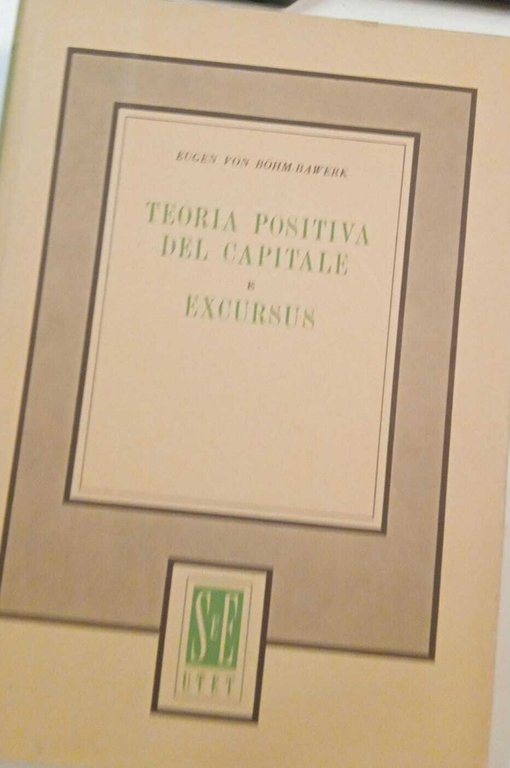 EUGEN VON BÖHM-BAWERK
TEORIA POSITIVA
DEL CAPITALE
E
EXCURSUS
S E E
UTET